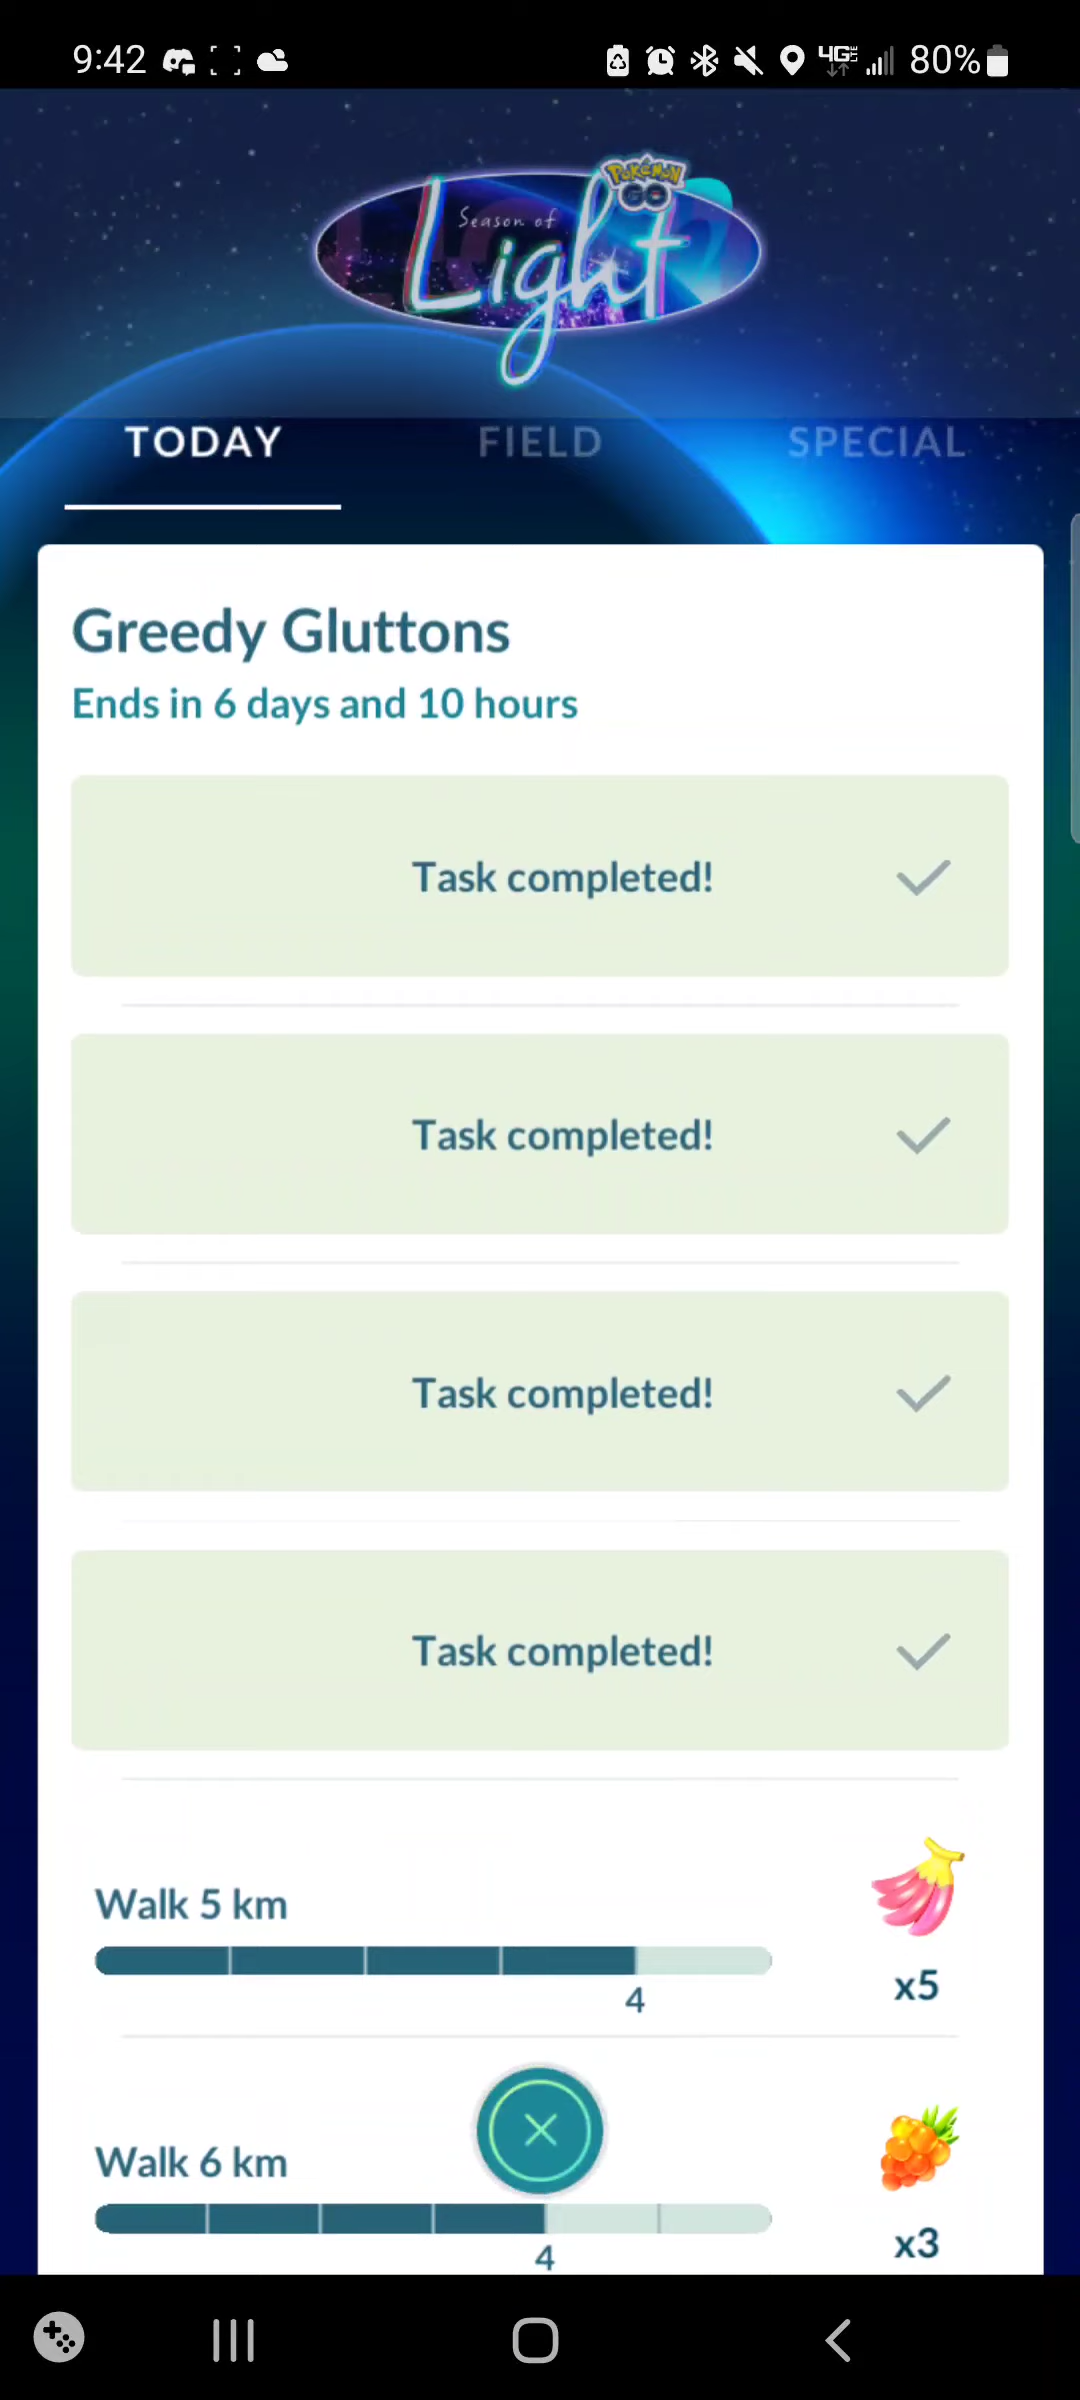 9:42
4G LTE
80%
POKÉMON
GO
Season of
Light
TODAY
FIELD
SPECIAL
Greedy Gluttons
Ends in 6 days and 10 hours
Task completed!
Task completed!
Task completed!
Task completed!
Walk 5 km
4
x5
Walk 6 km
4
x3